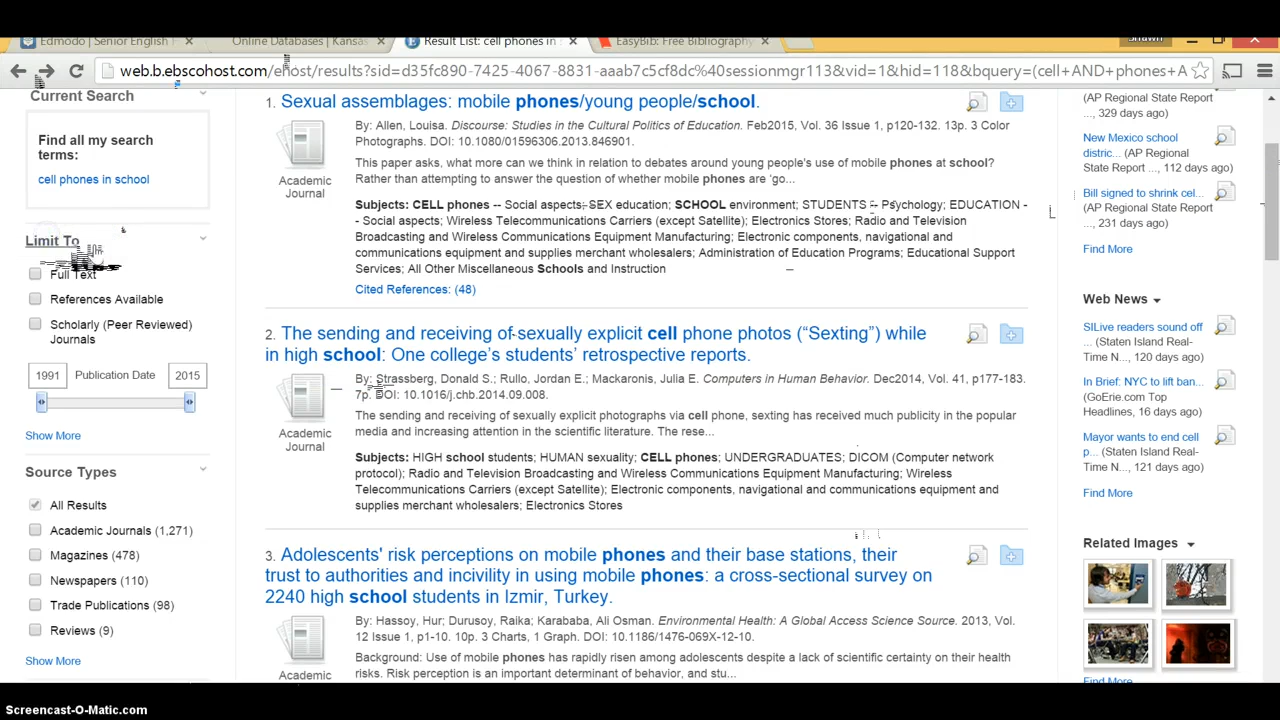 Edmodo | Senior English
Online Databases | Kansas
Result List: cell phones in s
EasyBib: Free Bibliography
Shawn
web.b.ebscohost.com/ehost/results?sid=d35fc890-7425-4067-8831-aaab7c5cf8dc%40sessionmgr113&vid=1&hid=118&bquery=(cell+AND+phones+A
Current Search
Find all my search
terms:
cell phones in school
Limit To
Full Text
References Available
Scholarly (Peer Reviewed)
Journals
1991 Publication Date 2015
Show More
Source Types
All Results
Academic Journals (1,271)
Magazines (478)
Newspapers (110)
Trade Publications (98)
Reviews (9)
Show More
1. Sexual assemblages: mobile phones/young people/school.
Academic
Journal
By: Allen, Louisa. Discourse: Studies in the Cultural Politics of Education. Feb2015, Vol. 36 Issue 1, p120-132. 13p. 3 Color
Photographs. DOI: 10.1080/01596306.2013.846901.
This paper asks, what more can we think in relation to debates around young people's use of mobile phones at school?
Rather than attempting to answer the question of whether mobile phones are 'go...
Subjects: CELL phones -- Social aspects; SEX education; SCHOOL environment; STUDENTS -- Psychology; EDUCATION -
- Social aspects; Wireless Telecommunications Carriers (except Satellite); Electronics Stores; Radio and Television
Broadcasting and Wireless Communications Equipment Manufacturing; Electronic components, navigational and
communications equipment and supplies merchant wholesalers; Administration of Education Programs; Educational Support
Services; All Other Miscellaneous Schools and Instruction
Cited References: (48)
2. The sending and receiving of sexually explicit cell phone photos ("Sexting") while
in high school: One college's students' retrospective reports.
Academic
Journal
By: Strassberg, Donald S.; Rullo, Jordan E.; Mackaronis, Julia E. Computers in Human Behavior. Dec2014, Vol. 41, p177-183.
7p. DOI: 10.1016/j.chb.2014.09.008.
The sending and receiving of sexually explicit photographs via cell phone, sexting has received much publicity in the popular
media and increasing attention in the scientific literature. The rese...
Subjects: HIGH school students; HUMAN sexuality; CELL phones; UNDERGRADUATES; DICOM (Computer network
protocol); Radio and Television Broadcasting and Wireless Communications Equipment Manufacturing; Wireless
Telecommunications Carriers (except Satellite); Electronic components, navigational and communications equipment and
supplies merchant wholesalers; Electronics Stores
3. Adolescents' risk perceptions on mobile phones and their base stations, their
trust to authorities and incivility in using mobile phones: a cross-sectional survey on
2240 high school students in Izmir, Turkey.
Academic
By: Hassoy, Hur; Durusoy, Raika; Karababa, Ali Osman. Environmental Health: A Global Access Science Source. 2013, Vol.
12 Issue 1, p1-10. 10p. 3 Charts, 1 Graph. DOI: 10.1186/1476-069X-12-10.
Background: Use of mobile phones has rapidly risen among adolescents despite a lack of scientific certainty on their health
risks. Risk perception is an important determinant of behavior, and stu...
(AP Regional State Report
..., 329 days ago)
New Mexico school
distric... (AP Regional
State Report ..., 112 days ago)
Bill signed to shrink cel...
(AP Regional State Report
..., 231 days ago)
Find More
Web News
SILive readers sound off
... (Staten Island Real-
Time N..., 120 days ago)
In Brief: NYC to lift ban...
(GoErie.com Top
Headlines, 16 days ago)
Mayor wants to end cell
p... (Staten Island Real-
Time N..., 121 days ago)
Find More
Related Images
Find More
Screencast-O-Matic.com